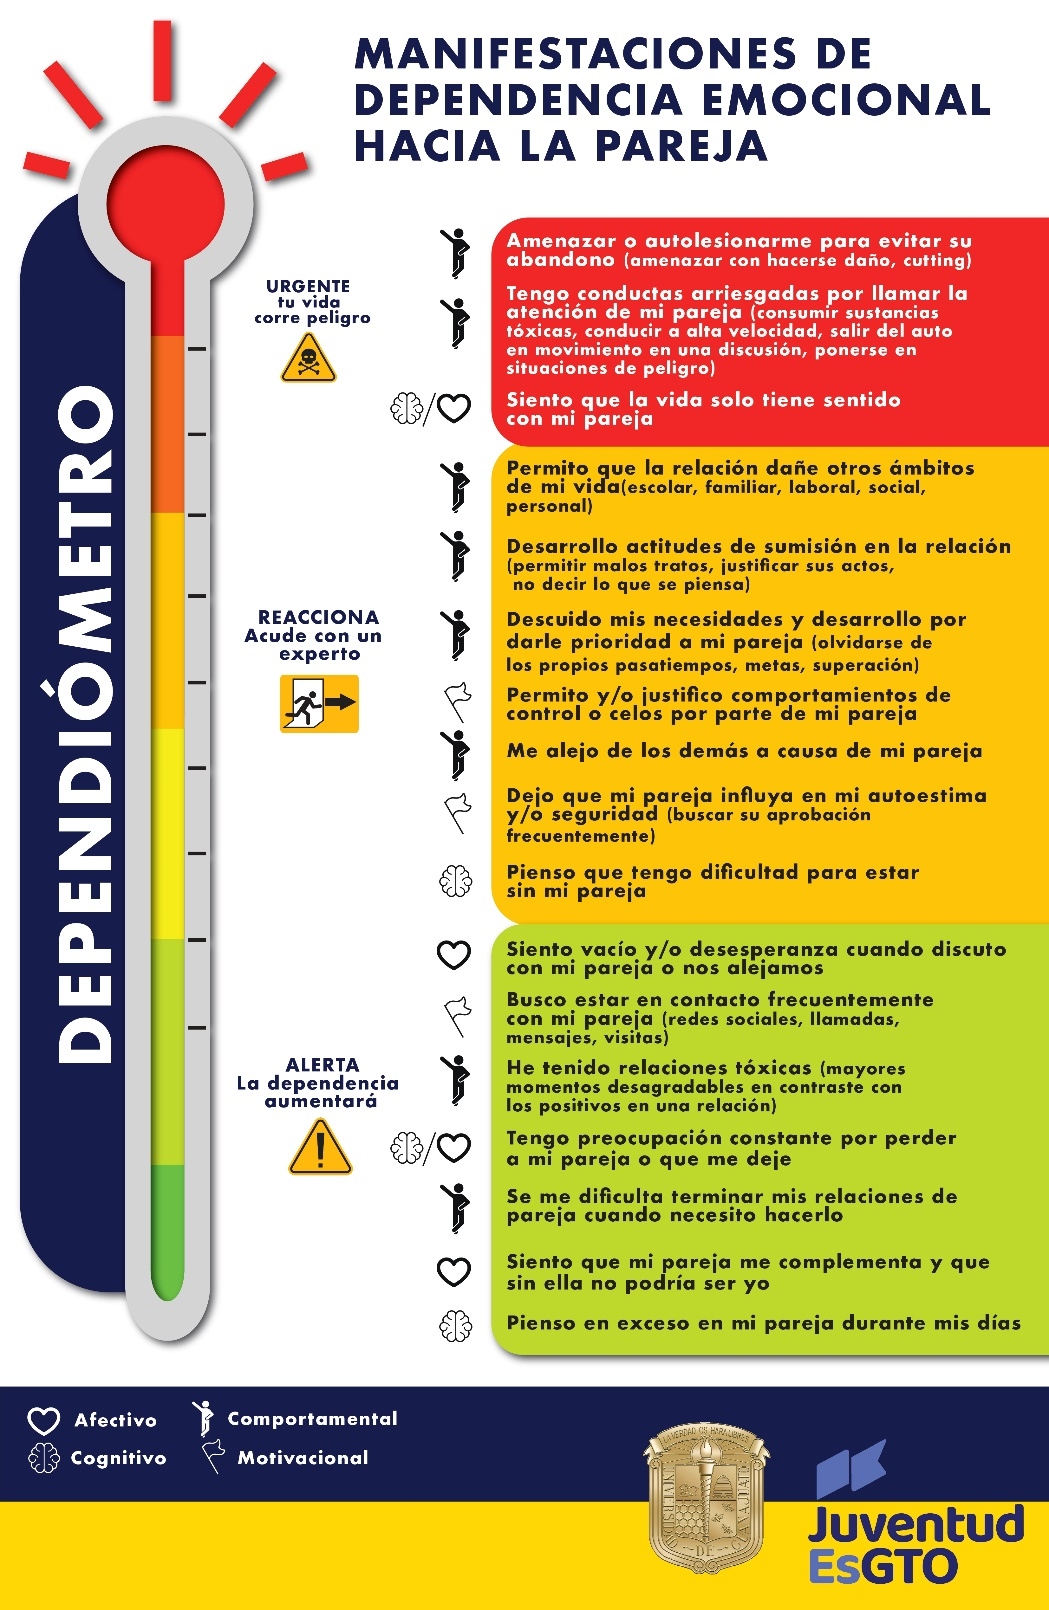 MANIFESTACIONES DE
DEPENDENCIA EMOCIONAL
HACIA LA PAREJA
DEPENDIÓMETRO
URGENTE
tu vida
corre peligro
Amenazar o autolesionarme para evitar su
abandono (amenazar con hacerse daño, cutting)
Tengo conductas arriesgadas por llamar la
atención de mi pareja (consumir sustancias
tóxicas, conducir a alta velocidad, salir del auto
en movimiento en una discusión, ponerse en
situaciones de peligro)
Siento que la vida solo tiene sentido
con mi pareja
REACCIONA
Acude con un
experto
Permito que la relación dañe otros ámbitos
de mi vida(escolar, familiar, laboral, social,
personal)
Desarrollo actitudes de sumisión en la relación
(permitir malos tratos, justificar sus actos,
no decir lo que se piensa)
Descuido mis necesidades y desarrollo por
darle prioridad a mi pareja (olvidarse de
los propios pasatiempos, metas, superación)
Permito y/o justifico comportamientos de
control o celos por parte de mi pareja
Me alejo de los demás a causa de mi pareja
Dejo que mi pareja influya en mi autoestima
y/o seguridad (buscar su aprobación
frecuentemente)
Pienso que tengo dificultad para estar
sin mi pareja
ALERTA
La dependencia
aumentará
Siento vacío y/o desesperanza cuando discuto
con mi pareja o nos alejamos
Busco estar en contacto frecuentemente
con mi pareja (redes sociales, llamadas,
mensajes, visitas)
He tenido relaciones tóxicas (mayores
momentos desagradables en contraste con
los positivos en una relación)
Tengo preocupación constante por perder
a mi pareja o que me deje
Se me dificulta terminar mis relaciones de
pareja cuando necesito hacerlo
Siento que mi pareja me complementa y que
sin ella no podría ser yo
Pienso en exceso en mi pareja durante mis días
Afectivo
Comportamental
Cognitivo
Motivacional
Juventud
EsGTO